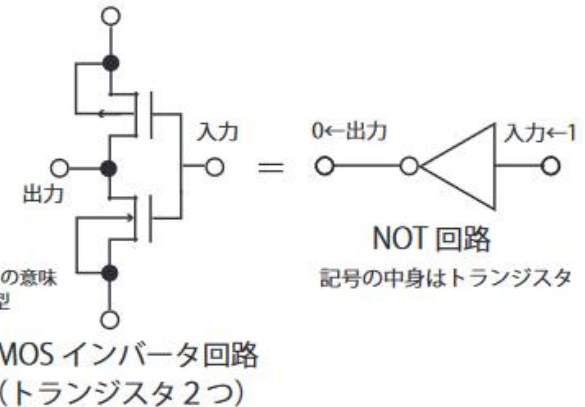 入力
出力
の意味
型
MOS インバータ回路
（トランジスタ２つ）
＝
0←出力
入力←1
NOT 回路
記号の中身はトランジスタ